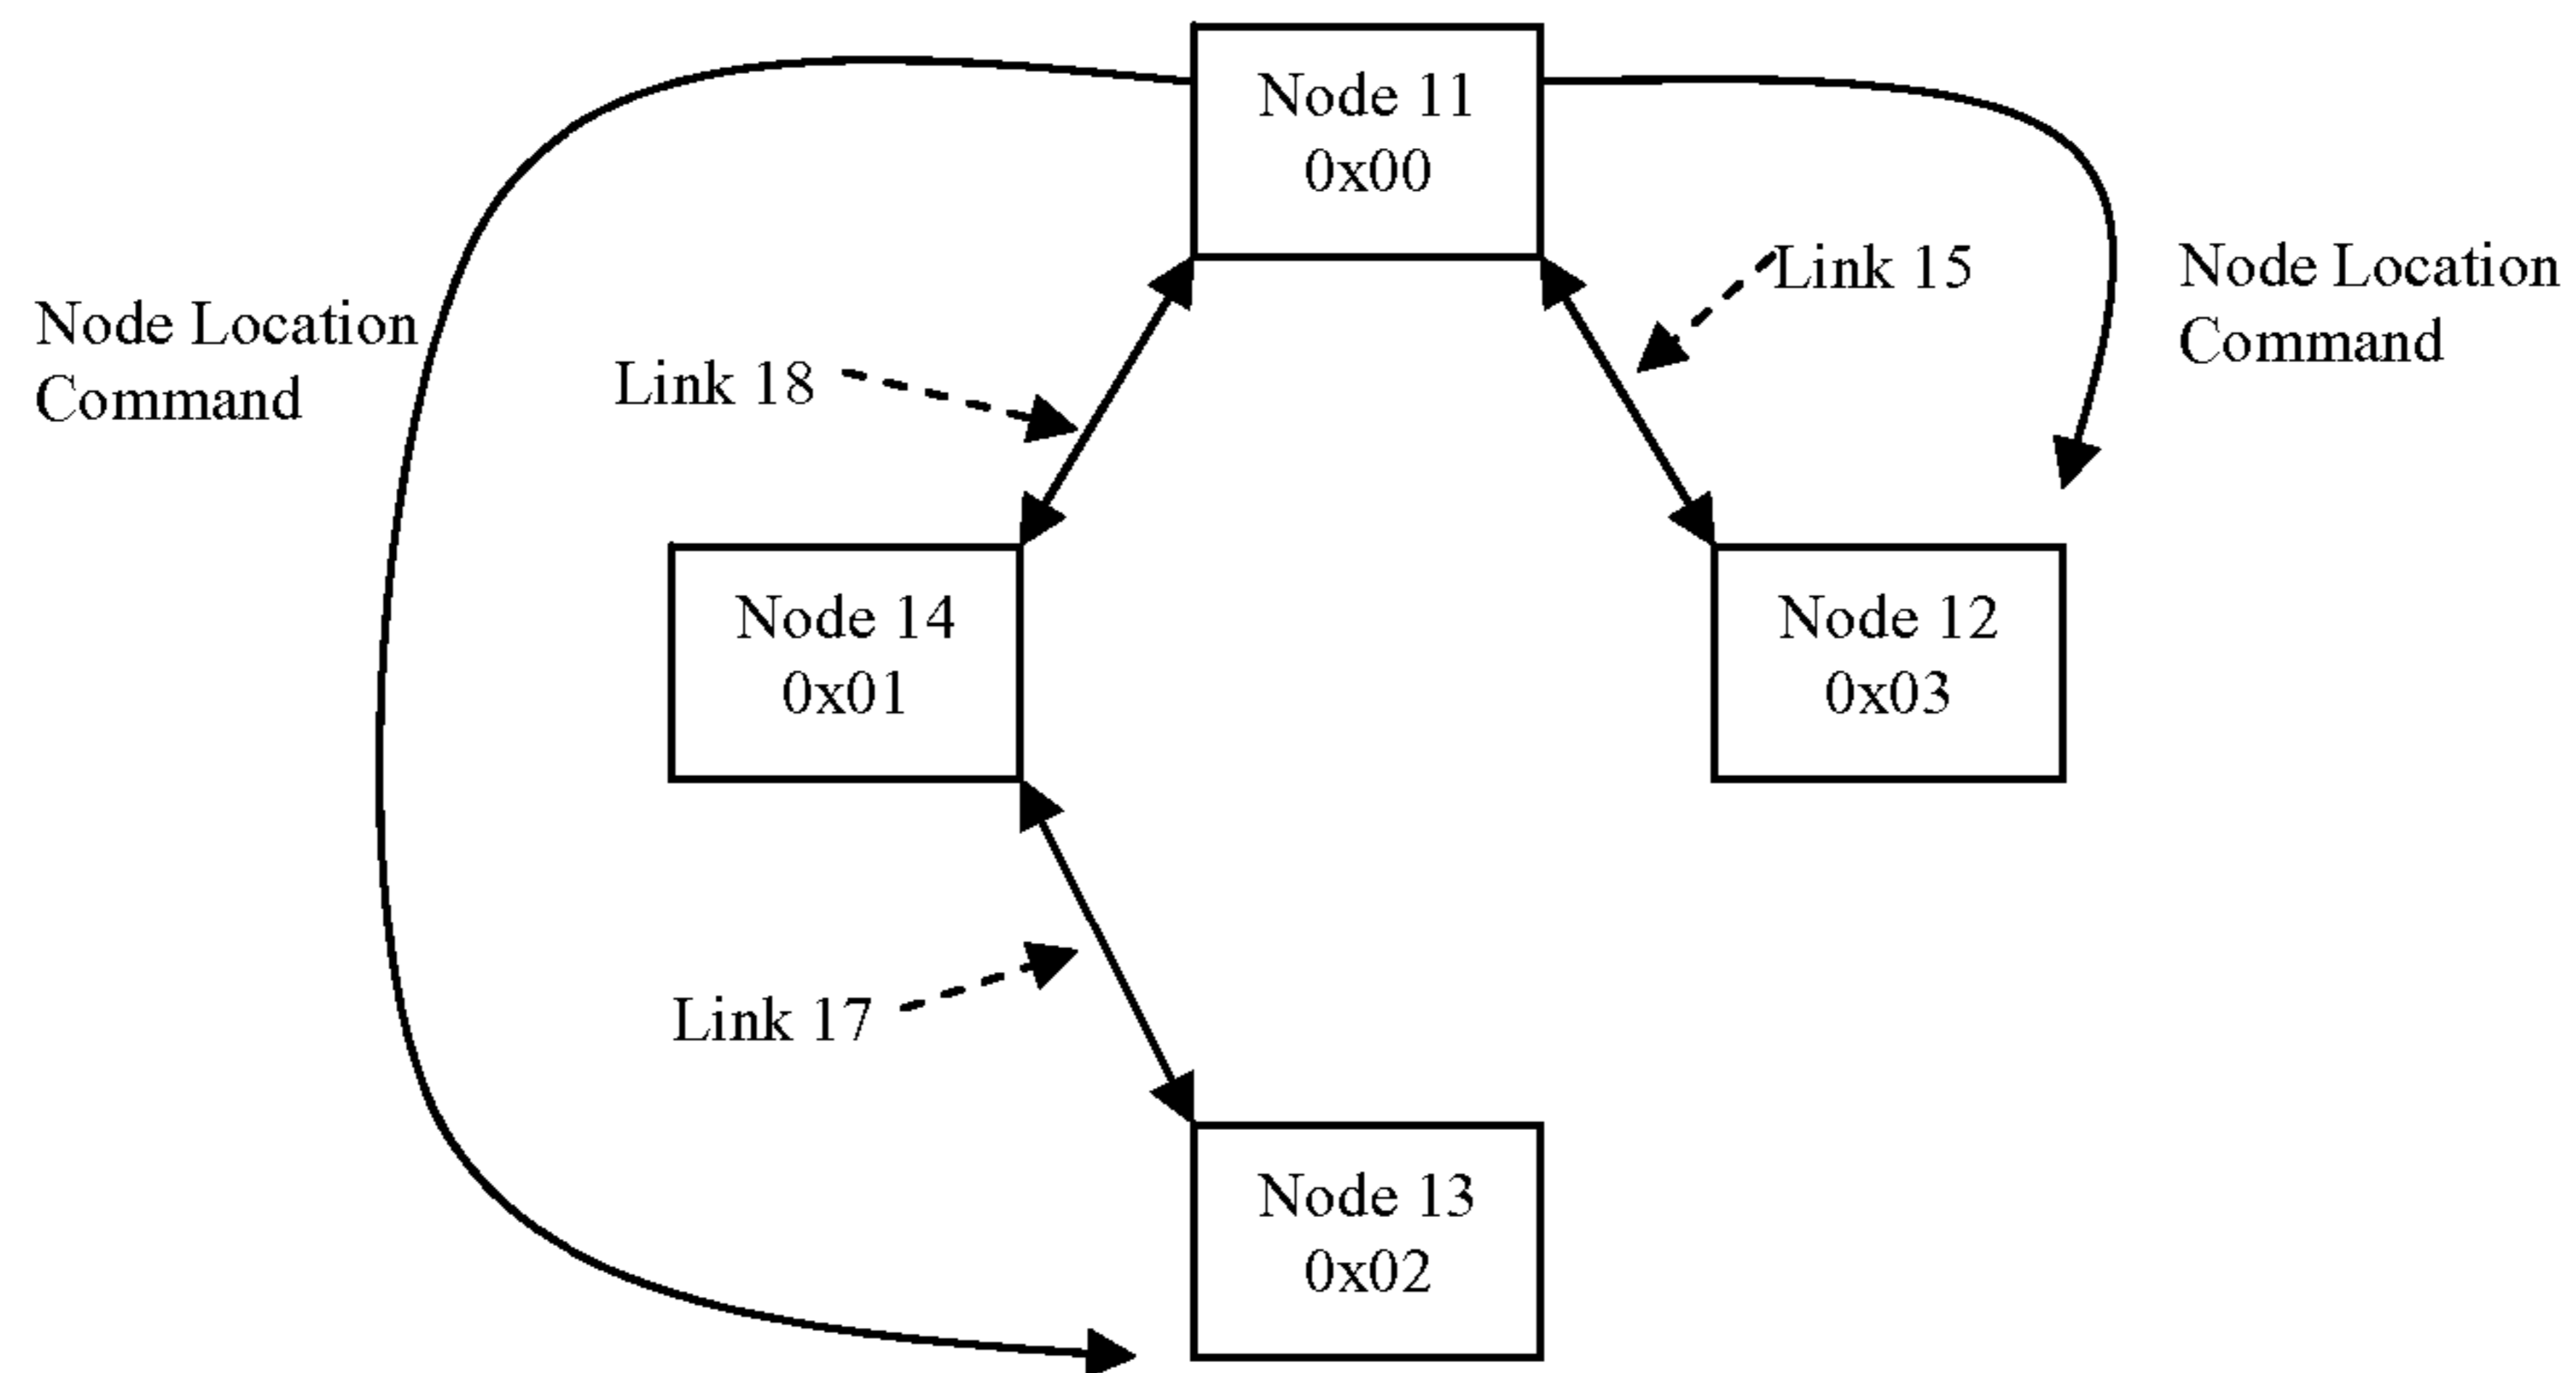 Node 11
0x00
Link 15
Node Location
Command
Node Location
Command
Link 18
Node 14
0x01
Node 12
0x03
Link 17
Node 13
0x02